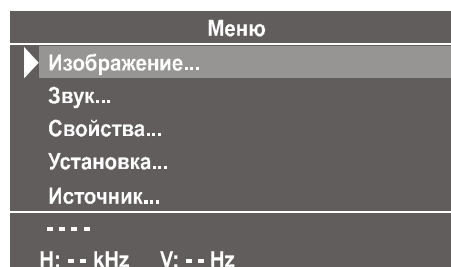 Меню
Изображение...
Звук...
Свойства...
Установка...
Источник...
- - - -
H: - - kHz V: - - Hz